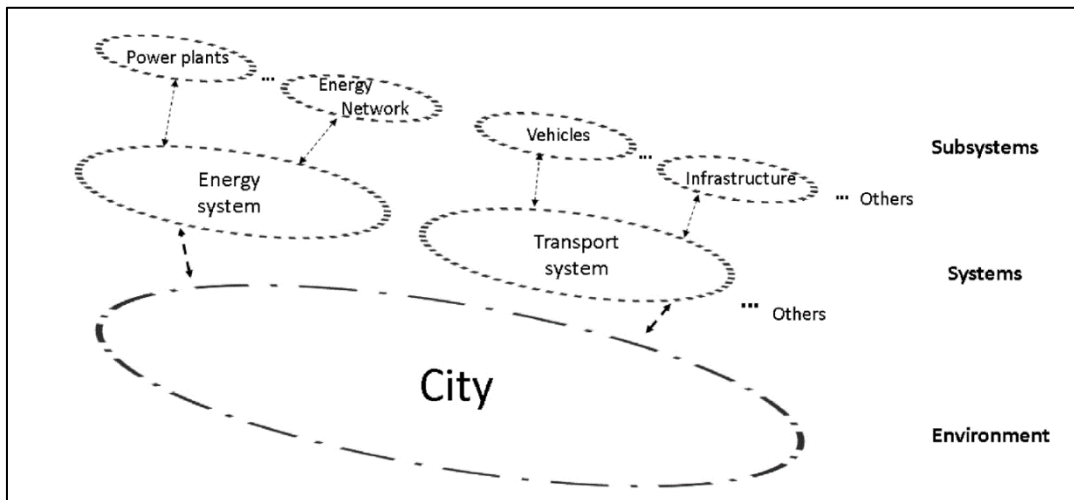 Power plants
...
Energy
Network
Vehicles
...
Infrastructure
... Others
Subsystems
Energy
system
Transport
system
Systems
... Others
City
Environment